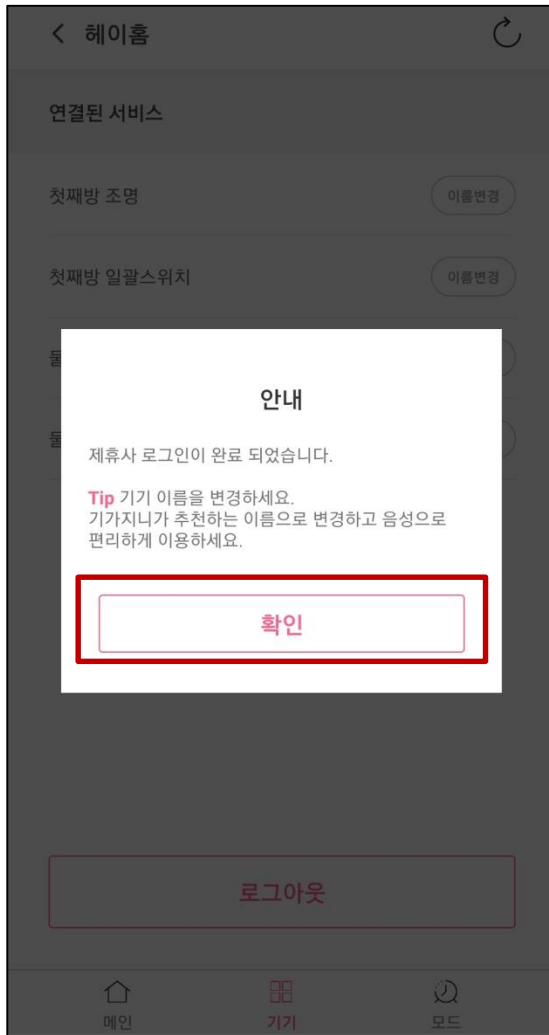 헤이홈
연결된 서비스
첫째방 조명 이름변경
첫째방 일괄스위치 이름변경
안내
제휴사 로그인이 완료 되었습니다.
Tip 기기 이름을 변경하세요.
기가지니가 추천하는 이름으로 변경하고 음성으로
편리하게 이용하세요.
확인
로그아웃
메인 기기 모드